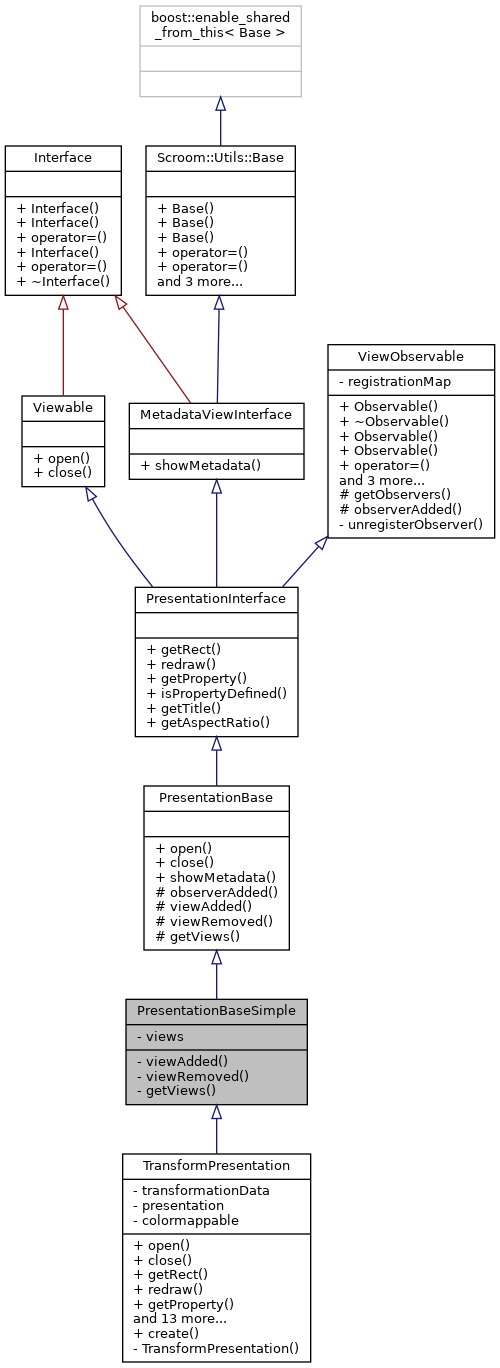 boost::enable_shared
_from_this< Base >
Interface
+ Interface()
+ Interface()
+ operator=()
+ Interface()
+ operator=()
+ ~Interface()
Scroom::Utils::Base
+ Base()
+ Base()
+ Base()
+ operator=()
+ operator=()
and 3 more...
ViewObservable
- registrationMap
+ Observable()
+ ~Observable()
+ Observable()
+ Observable()
+ operator=()
and 3 more...
# getObservers()
# observerAdded()
- unregisterObserver()
Viewable
+ open()
+ close()
MetadataViewInterface
+ showMetadata()
PresentationInterface
+ getRect()
+ redraw()
+ getProperty()
+ isPropertyDefined()
+ getTitle()
+ getAspectRatio()
PresentationBase
+ open()
+ close()
+ showMetadata()
# observerAdded()
# viewAdded()
# viewRemoved()
# getViews()
PresentationBaseSimple
- views
- viewAdded()
- viewRemoved()
- getViews()
TransformPresentation
- transformationData
- presentation
- colormappable
+ open()
+ close()
+ getRect()
+ redraw()
+ getProperty()
and 13 more...
+ create()
- TransformPresentation()